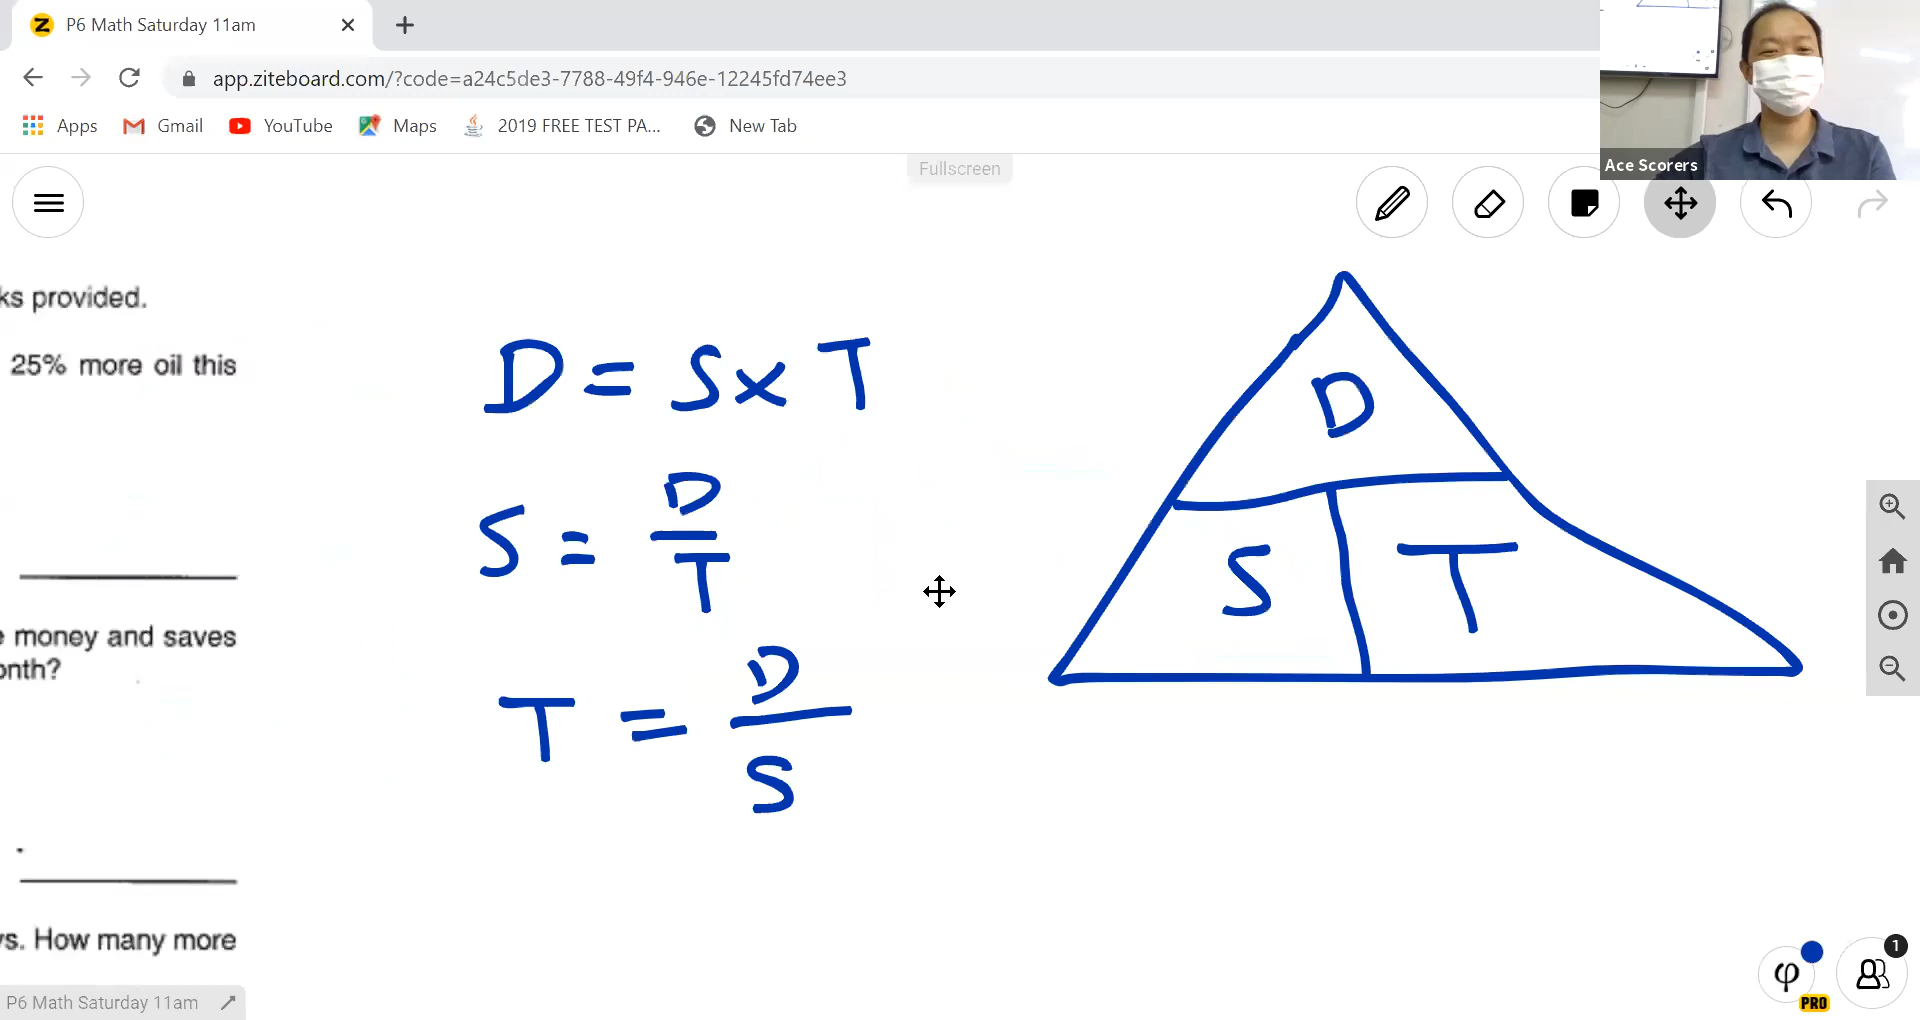 P6 Math Saturday 11am
app.ziteboard.com/?code=a24c5de3-7788-49f4-946e-12245fd74ee3
Apps Gmail YouTube Maps 2019 FREE TEST PA... New Tab
Ace Scorers
Fullscreen
ks provided.
25% more oil this
D = S x T
S = D/T
T = D/S
D
S T
e money and saves
onth?
ys. How many more
P6 Math Saturday 11am
φ PRO
1